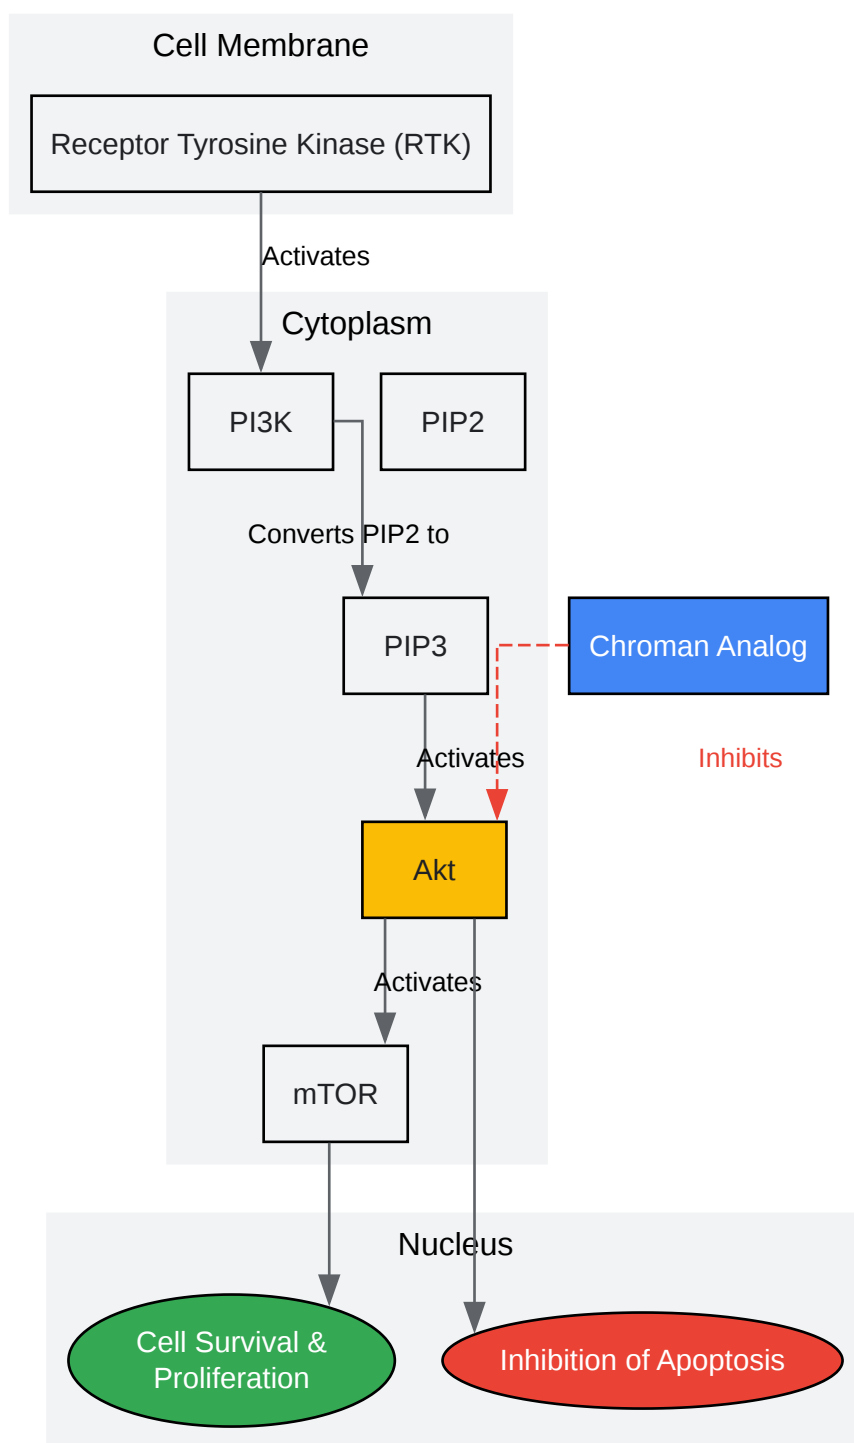 Cell Membrane
Receptor Tyrosine Kinase (RTK)
Activates
Cytoplasm
PI3K
PIP2
Converts PIP2 to
PIP3
Chroman Analog
Activates
Inhibits
Akt
Activates
mTOR
Nucleus
Cell Survival &
Proliferation
Inhibition of Apoptosis